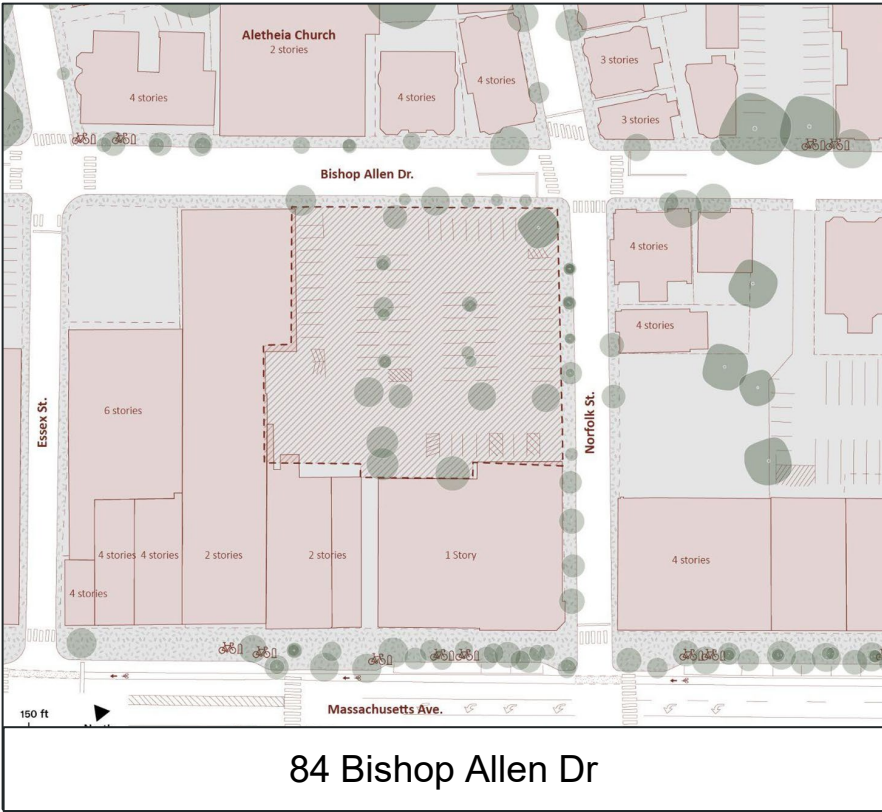 Aletheia Church
2 stories
4 stories
4 stories
4 stories
3 stories
3 stories
Bishop Allen Dr.
4 stories
4 stories
Essex St.
6 stories
Norfolk St.
4 stories
4 stories
2 stories
2 stories
1 Story
4 stories
4 stories
Massachusetts Ave.
150 ft
84 Bishop Allen Dr